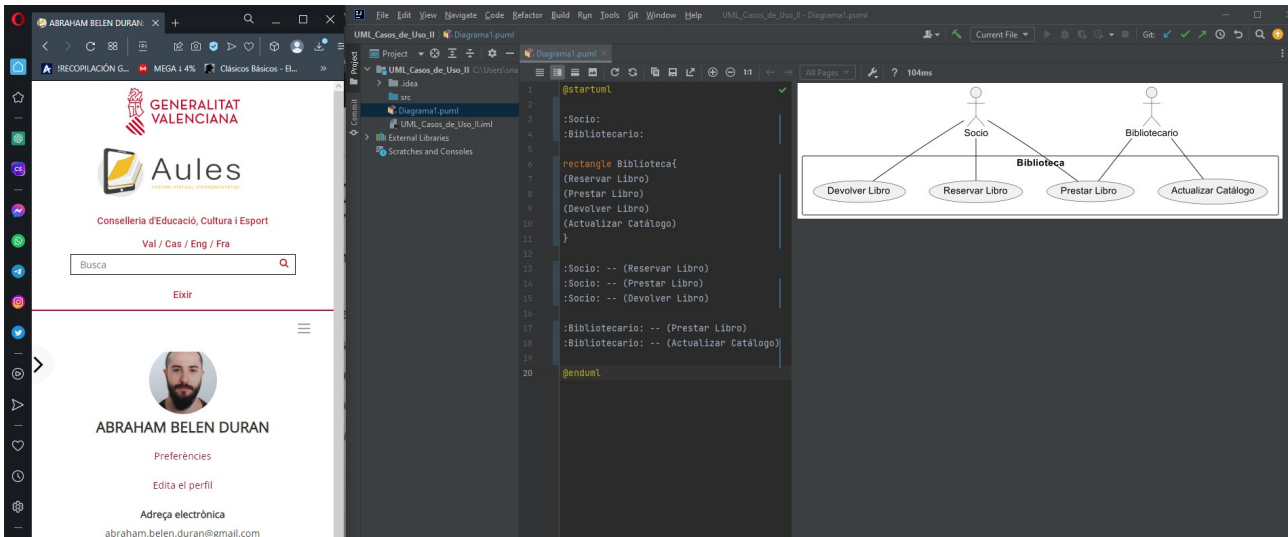 ABRAHAM BELEN DURAN:
File Edit View Navigate Code Refactor Build Run Tools Git Window Help UML_Casos_de_Uso_II - Diagrama1.puml
UML_Casos_de_Uso_II Diagrama1.puml
Current File
Git:
!RECOPILACIÓN G... MEGA Clásicos Básicos - El... »
GENERALITAT
VALENCIANA
Aules
Conselleria d'Educació, Cultura i Esport
Val / Cas / Eng / Fra
Busca
Eixir
ABRAHAM BELEN DURAN
Preferències
Edita el perfil
Adreça electrònica
abraham.belen.duran@gmail.com
Project
Commit
Project
UML_Casos_de_Uso_II C:\Users\sna
.idea
src
Diagrama1.puml
UML_Casos_de_Uso_II.iml
External Libraries
Scratches and Consoles
Diagrama1.puml
1:1 All Pages ? 104ms
1 @startuml
2
3 :Socio:
4 :Bibliotecario:
5
6 rectangle Biblioteca{
7 (Reservar Libro)
8 (Prestar Libro)
9 (Devolver Libro)
10 (Actualizar Catálogo)
11 }
12
13 :Socio: -- (Reservar Libro)
14 :Socio: -- (Prestar Libro)
15 :Socio: -- (Devolver Libro)
16
17 :Bibliotecario: -- (Prestar Libro)
18 :Bibliotecario: -- (Actualizar Catálogo)
19
20 @enduml
Socio Bibliotecario
Biblioteca
Devolver Libro Reservar Libro Prestar Libro Actualizar Catálogo